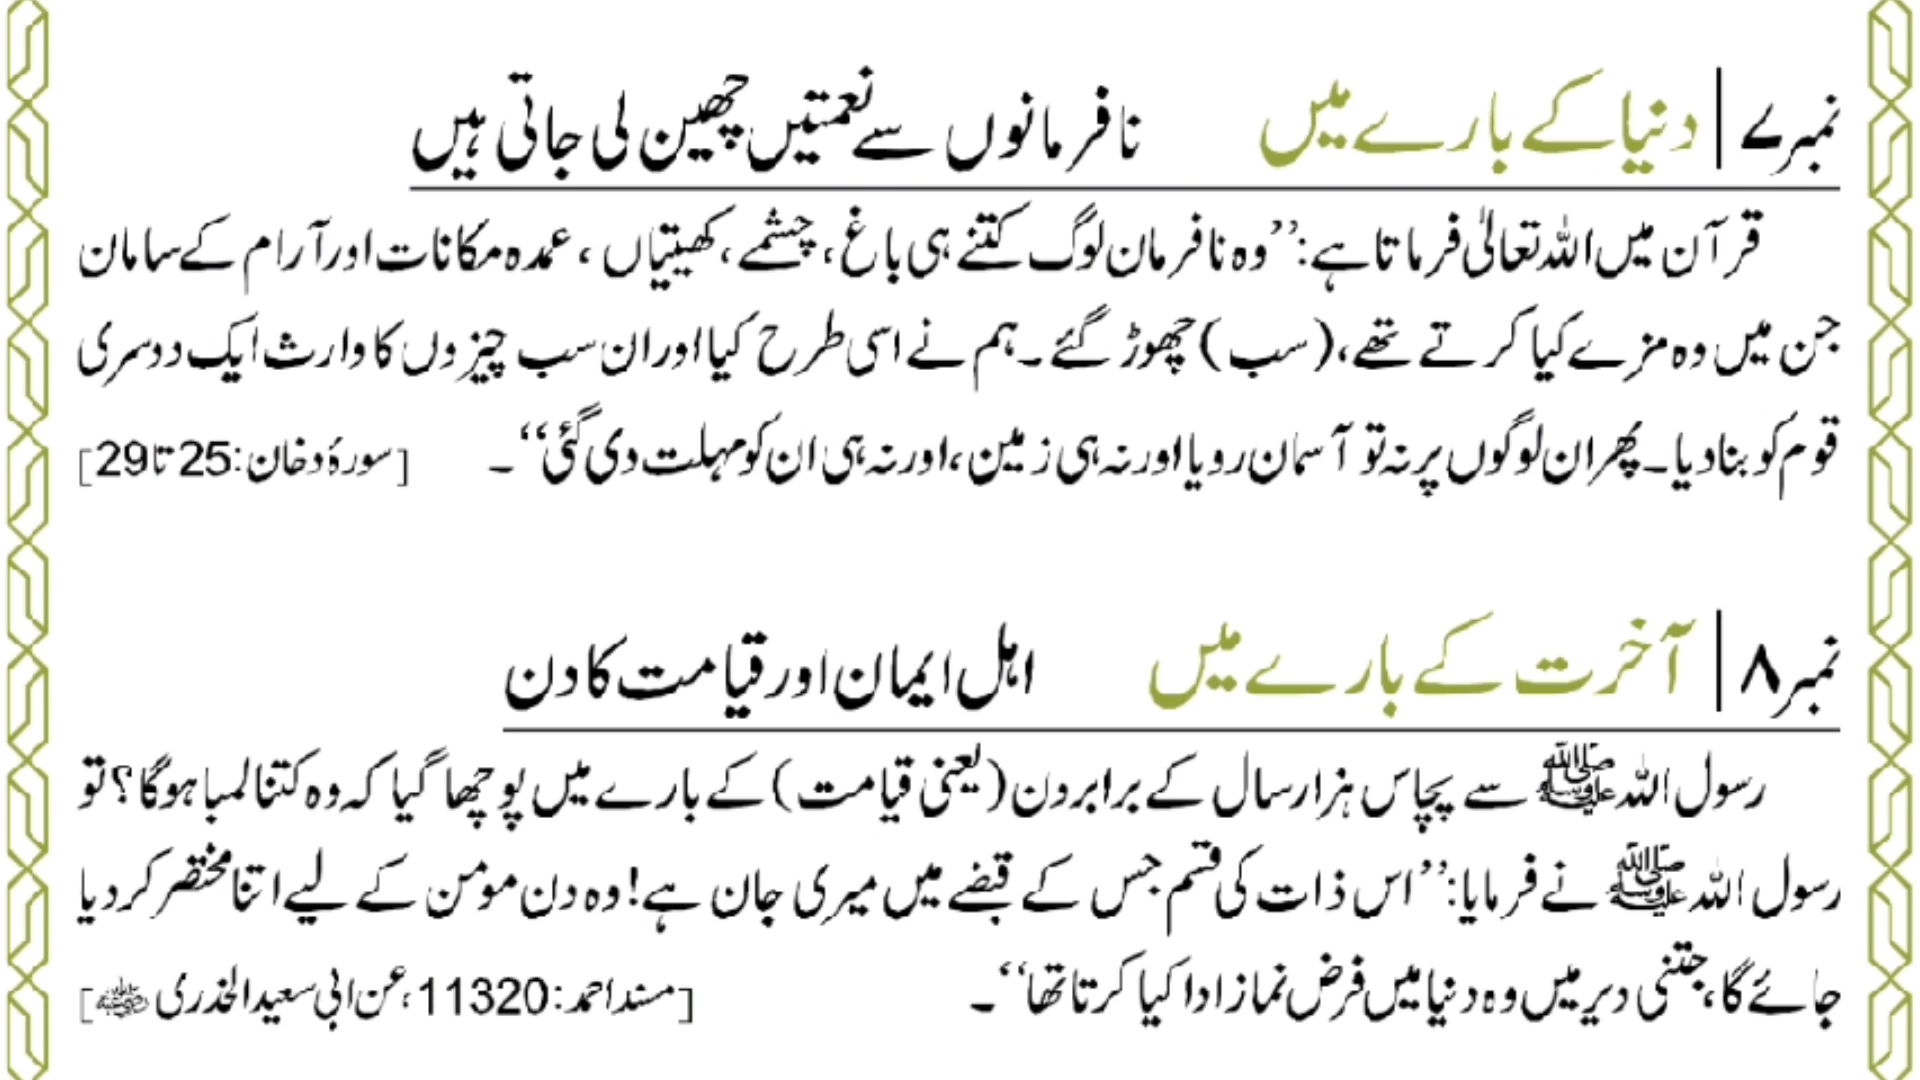 نمبر ۷ | دنیا کے بارے میں نافرمانوں سے نعمتیں چھین لی جاتی ہیں
قرآن میں اللہ تعالیٰ فرماتا ہے: ’’وہ نافرمان لوگ کتنے ہی باغ، چشمے، کھیتیاں، عمدہ مکانات اور آرام کے سامان
جن میں وہ مزے کیا کرتے تھے، (سب) چھوڑ گئے۔ ہم نے اسی طرح کیا اور ان سب چیزوں کا وارث ایک دوسری
قوم کو بنا دیا۔ پھر ان لوگوں پر نہ تو آسمان رویا اور نہ ہی زمین، اور نہ ہی ان کو مہلت دی گئی‘‘۔ [سورۂ دخان: 25 تا 29]
نمبر ۸ | آخرت کے بارے میں اہل ایمان اور قیامت کا دن
رسول اللہ ﷺ سے پچاس ہزار سال کے برابر دن (یعنی قیامت) کے بارے میں پوچھا گیا کہ وہ کتنا لمبا ہوگا؟ تو
رسول اللہ ﷺ نے فرمایا: ’’اس ذات کی قسم جس کے قبضے میں میری جان ہے! وہ دن مومن کے لیے اتنا مختصر کر دیا
جائے گا، جتنی دیر میں وہ دنیا میں فرض نماز ادا کیا کرتا تھا‘‘۔ [مسند احمد: 11320، عن ابی سعید الخدری ؓ]